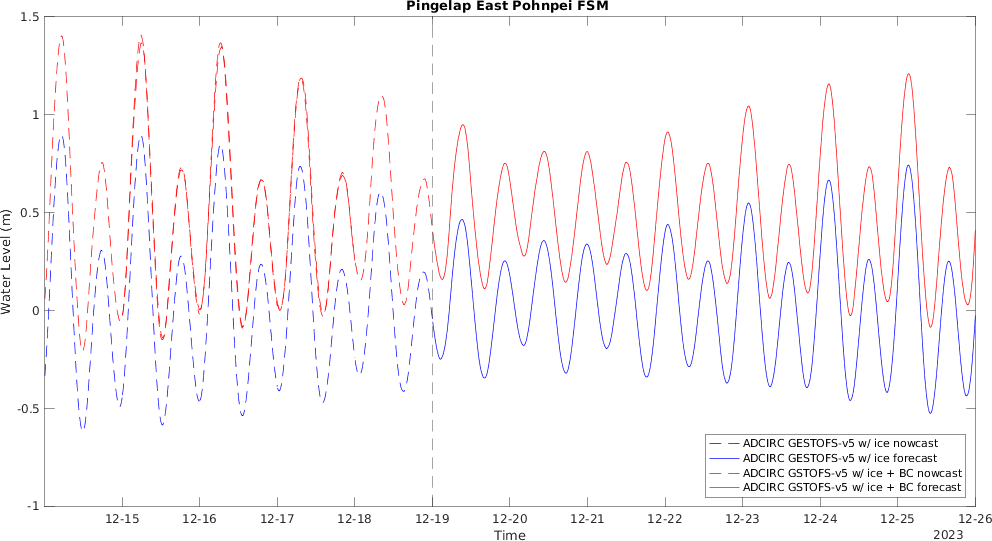 Pingelap East Pohnpei FSM
1.5
1
0.5
0
-0.5
-1
Water Level (m)
12-15
12-16
12-17
12-18
12-19
12-20
12-21
12-22
12-23
12-24
12-25
12-26
Time
2023
ADCIRC GESTOFS-v5 w/ ice nowcast
ADCIRC GESTOFS-v5 w/ ice forecast
ADCIRC GSTOFS-v5 w/ ice + BC nowcast
ADCIRC GSTOFS-v5 w/ ice + BC forecast